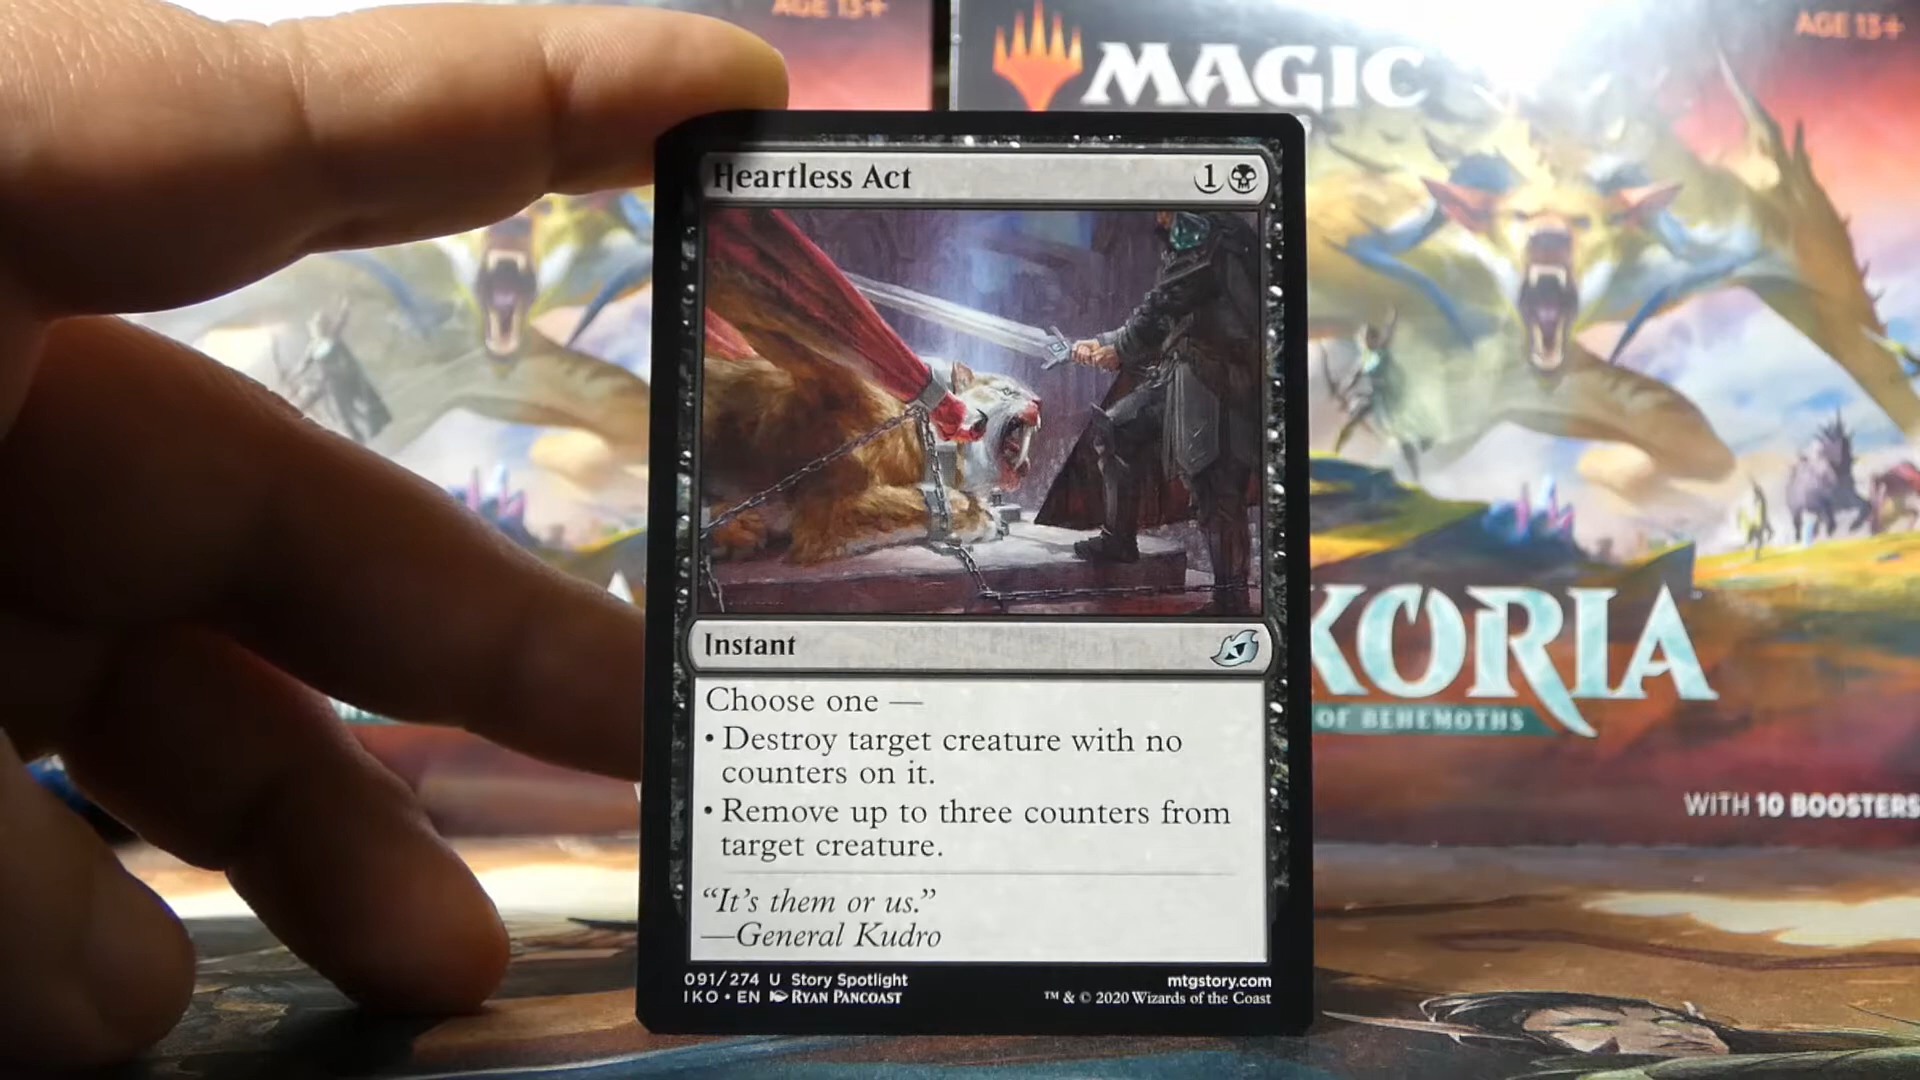 AGE 13+
AGE 13+
MAGIC
Heartless Act
1
Instant
Choose one —
• Destroy target creature with no
counters on it.
• Remove up to three counters from
target creature.
“It’s them or us.”
—General Kudro
091/274 U Story Spotlight
mtgstory.com
IKO • EN RYAN PANCOAST
™ & © 2020 Wizards of the Coast
KORIA
OF BEHEMOTHS
WITH 10 BOOSTERS